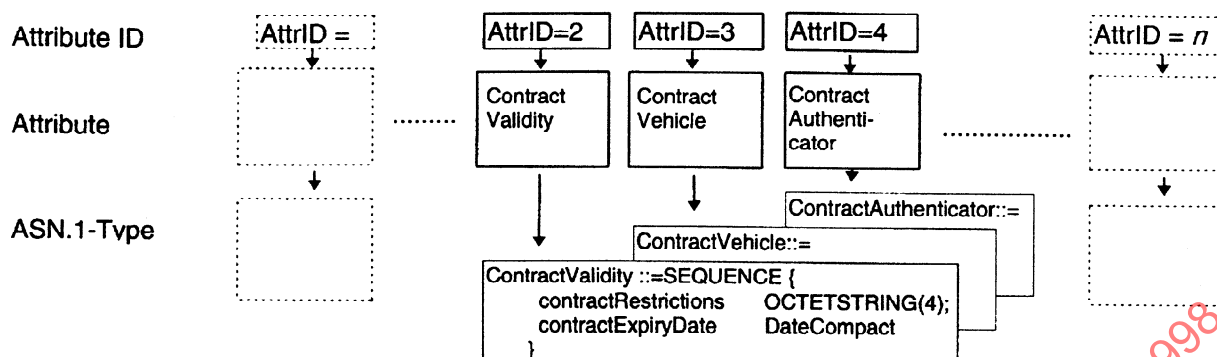 Attribute ID
AttrID =
AttrID=2
AttrID=3
AttrID=4
AttrID = n
Attribute
Contract
Validity
Contract
Vehicle
Contract
Authenti-
cator
ASN.1-Type
ContractAuthenticator::=
ContractVehicle::=
ContractValidity ::=SEQUENCE {
contractRestrictions OCTETSTRING(4);
contractExpiryDate DateCompact
}
998